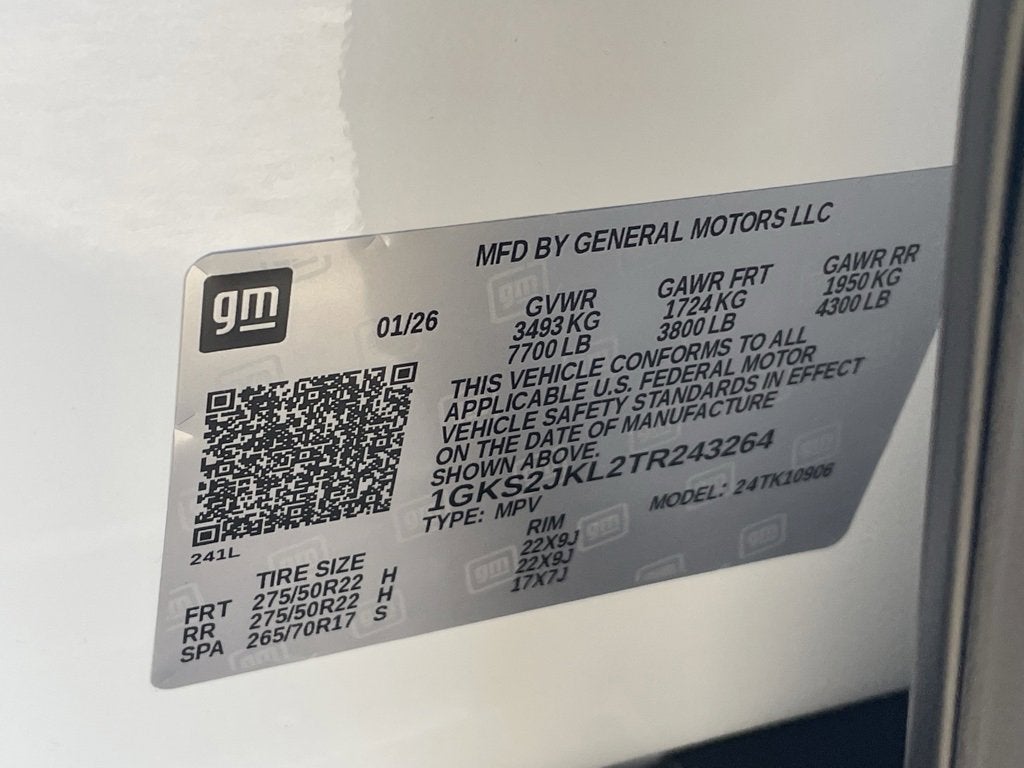 MFD BY GENERAL MOTORS LLC
gm
01/26
GVWR
3493 KG
7700 LB
GAWR FRT
1724 KG
3800 LB
GAWR RR
1950 KG
4300 LB
THIS VEHICLE CONFORMS TO ALL
APPLICABLE U.S. FEDERAL MOTOR
VEHICLE SAFETY STANDARDS IN EFFECT
ON THE DATE OF MANUFACTURE
SHOWN ABOVE.
1GKS2JKL2TR243264
TYPE: MPV
MODEL: 24TK10906
241L
TIRE SIZE
RIM
FRT 275/50R22 H 22X9J
RR 275/50R22 H 22X9J
SPA 265/70R17 S 17X7J